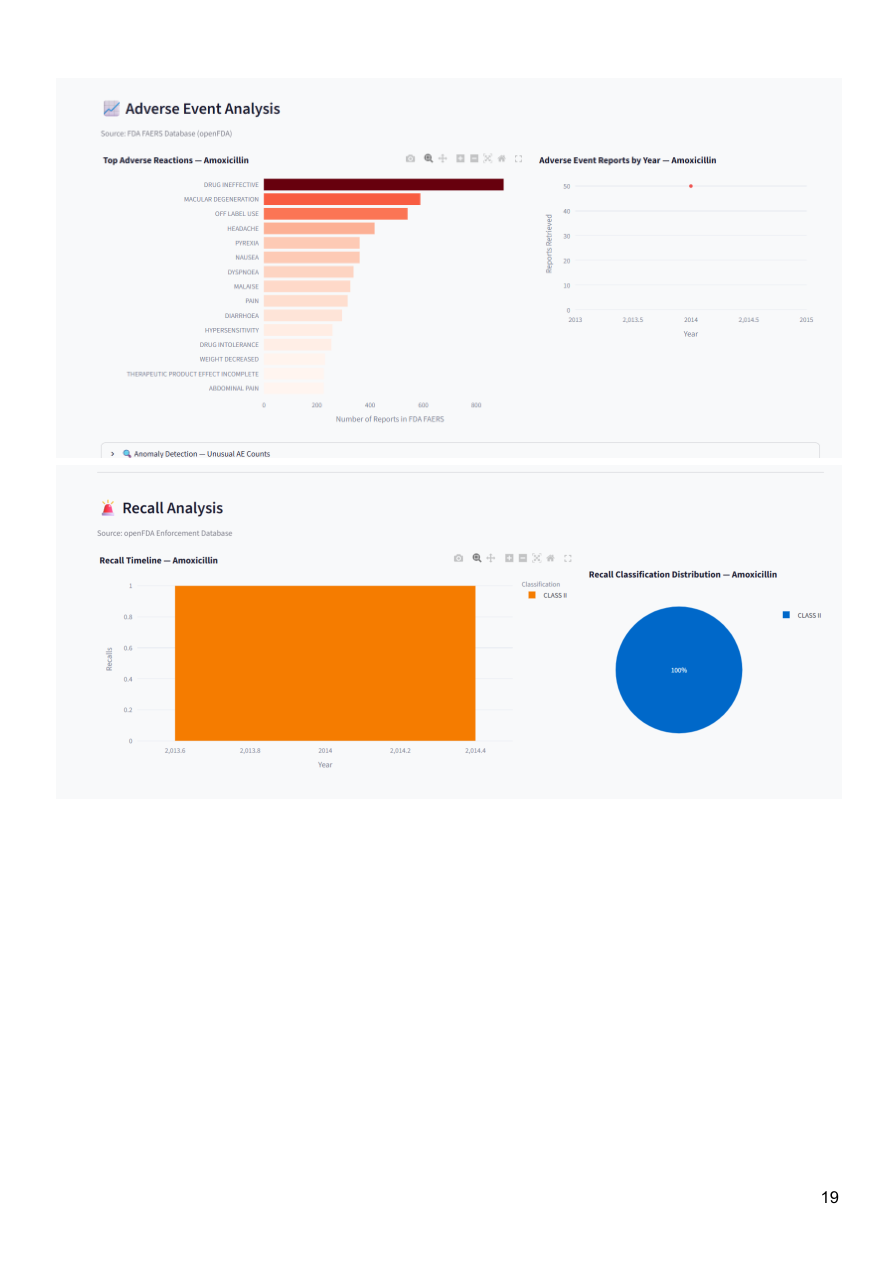 Adverse Event Analysis
Source: FDA FAERS Database (openFDA)
Top Adverse Reactions — Amoxicillin
DRUG INEFFECTIVE
MACULAR DEGENERATION
OFF LABEL USE
HEADACHE
PYREXIA
NAUSEA
DYSPNOEA
MALAISE
PAIN
DIARRHOEA
HYPERSENSITIVITY
DRUG INTOLERANCE
WEIGHT DECREASED
THERAPEUTIC PRODUCT EFFECT INCOMPLETE
ABDOMINAL PAIN
0 200 400 600 800
Number of Reports in FDA FAERS
Adverse Event Reports by Year — Amoxicillin
50
40
30
20
10
0
Reports Retrieved
2013 2,013.5 2014 2,014.5 2015
Year
Anomaly Detection — Unusual AE Counts
Recall Analysis
Source: openFDA Enforcement Database
Recall Timeline — Amoxicillin
Classification
CLASS II
1
0.8
0.6
0.4
0.2
0
Recalls
2,013.6 2,013.8 2014 2,014.2 2,014.4
Year
Recall Classification Distribution — Amoxicillin
CLASS II
100%
19